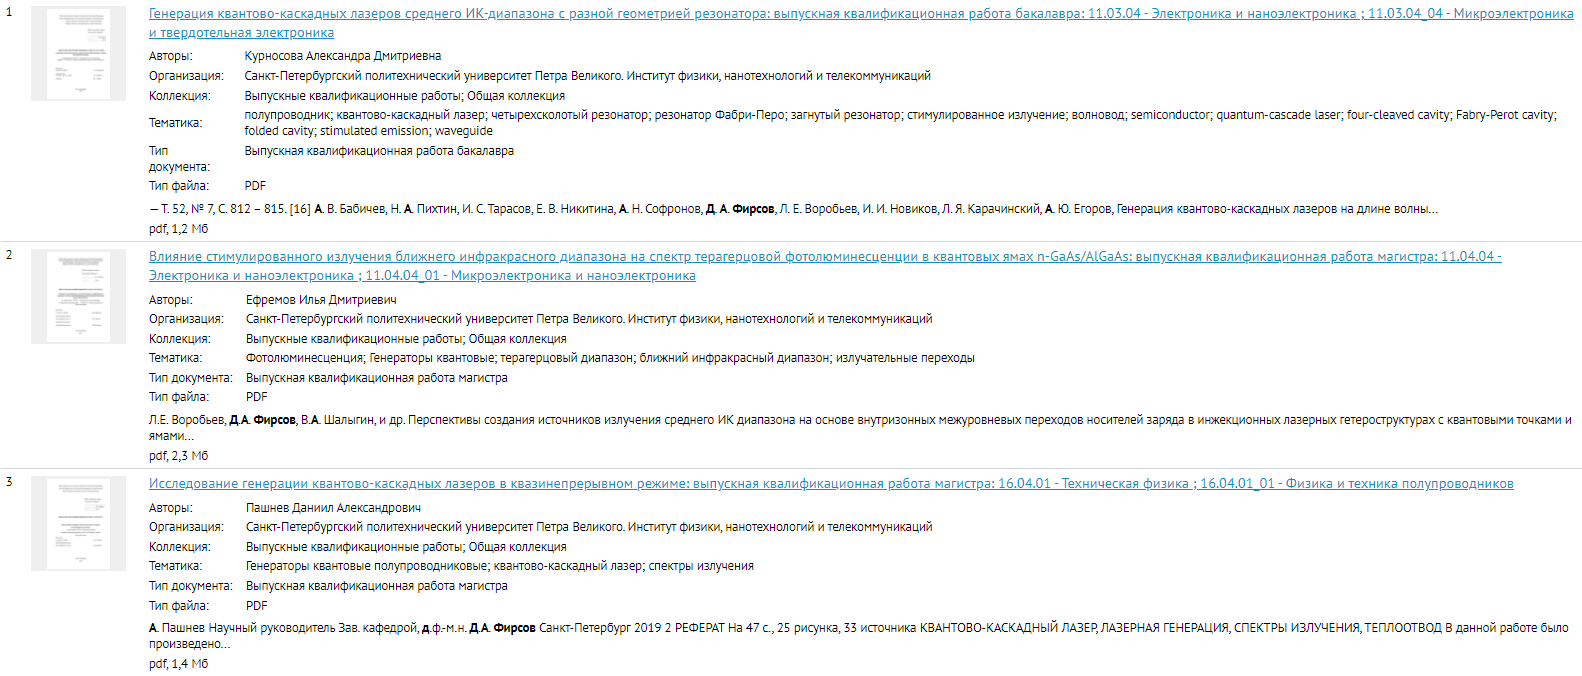 1
Генерация квантово-каскадных лазеров среднего ИК-диапазона с разной геометрией резонатора: выпускная квалификационная работа бакалавра: 11.03.04 - Электроника и наноэлектроника ; 11.03.04_04 - Микроэлектроника
и твердотельная электроника
Авторы: Курносова Александра Дмитриевна
Организация: Санкт-Петербургский политехнический университет Петра Великого. Институт физики, нанотехнологий и телекоммуникаций
Коллекция: Выпускные квалификационные работы; Общая коллекция
Тематика: полупроводник; квантово-каскадный лазер; четырехсколотый резонатор; резонатор Фабри-Перо; загнутый резонатор; стимулированное излучение; волновод; semiconductor; quantum-cascade laser; four-cleaved cavity; Fabry-Perot cavity;
folded cavity; stimulated emission; waveguide
Тип Выпускная квалификационная работа бакалавра
документа:
Тип файла: PDF
— Т. 52, № 7, С. 812 – 815. [16] А. В. Бабичев, Н. А. Пихтин, И. С. Тарасов, Е. В. Никитина, А. Н. Софронов, Д. А. Фирсов, Л. Е. Воробьев, И. И. Новиков, Л. Я. Карачинский, А. Ю. Егоров, Генерация квантово-каскадных лазеров на длине волны...
pdf, 1,2 Мб
2
Влияние стимулированного излучения ближнего инфракрасного диапазона на спектр терагерцовой фотолюминесценции в квантовых ямах n-GaAs/AlGaAs: выпускная квалификационная работа магистра: 11.04.04 -
Электроника и наноэлектроника ; 11.04.04_01 - Микроэлектроника и наноэлектроника
Авторы: Ефремов Илья Дмитриевич
Организация: Санкт-Петербургский политехнический университет Петра Великого. Институт физики, нанотехнологий и телекоммуникаций
Коллекция: Выпускные квалификационные работы; Общая коллекция
Тематика: Фотолюминесценция; Генераторы квантовые; терагерцовый диапазон; ближний инфракрасный диапазон; излучательные переходы
Тип документа: Выпускная квалификационная работа магистра
Тип файла: PDF
Л.Е. Воробьев, Д.А. Фирсов, В.А. Шалыгин, и др. Перспективы создания источников излучения среднего ИК диапазона на основе внутризонных межуровневых переходов носителей заряда в инжекционных лазерных гетероструктурах с квантовыми точками и
ямами...
pdf, 2,3 Мб
3
Исследование генерации квантово-каскадных лазеров в квазинепрерывном режиме: выпускная квалификационная работа магистра: 16.04.01 - Техническая физика ; 16.04.01_01 - Физика и техника полупроводников
Авторы: Пашнев Даниил Александрович
Организация: Санкт-Петербургский политехнический университет Петра Великого. Институт физики, нанотехнологий и телекоммуникаций
Коллекция: Выпускные квалификационные работы; Общая коллекция
Тематика: Генераторы квантовые полупроводниковые; квантово-каскадный лазер; спектры излучения
Тип документа: Выпускная квалификационная работа магистра
Тип файла: PDF
А. Пашнев Научный руководитель Зав. кафедрой, д.ф.-м.н. Д.А. Фирсов Санкт-Петербург 2019 2 РЕФЕРАТ На 47 с., 25 рисунка, 33 источника КВАНТОВО-КАСКАДНЫЙ ЛАЗЕР, ЛАЗЕРНАЯ ГЕНЕРАЦИЯ, СПЕКТРЫ ИЗЛУЧЕНИЯ, ТЕПЛООТВОД В данной работе было
произведено...
pdf, 1,4 Мб